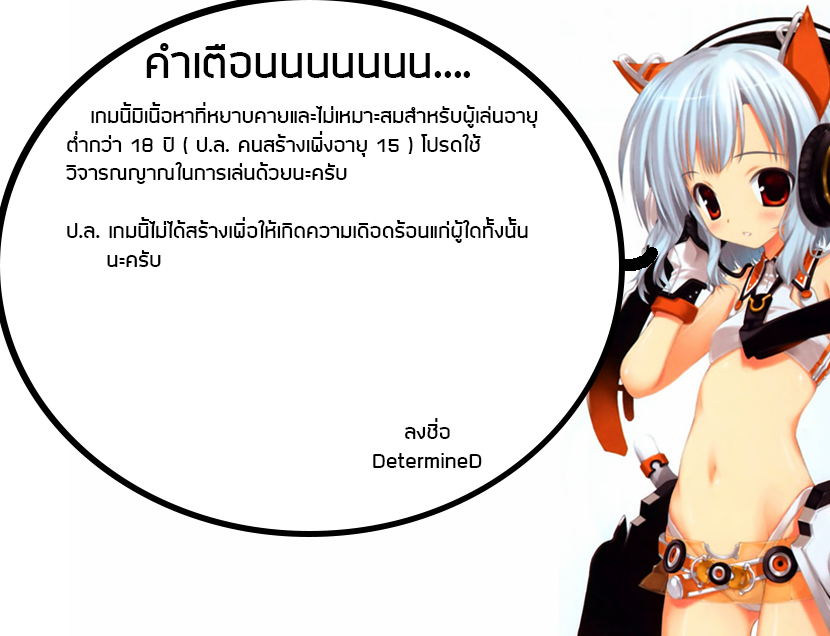 คำเตือนนนนนนนน....
เกมนี้มีเนื้อหาที่หยาบคายและไม่เหมาะสมสำหรับผู้เล่นอายุ
ต่ำกว่า 18 ปี ( ป.ล. คนสร้างเพิ่งอายุ 15 ) โปรดใช้
วิจารณญาณในการเล่นด้วยนะครับ
ป.ล. เกมนี้ไม่ได้สร้างเพื่อให้เกิดความเดือดร้อนแก่ผู้ใดทั้งนั้น
นะครับ
ลงชื่อ
DetermineD